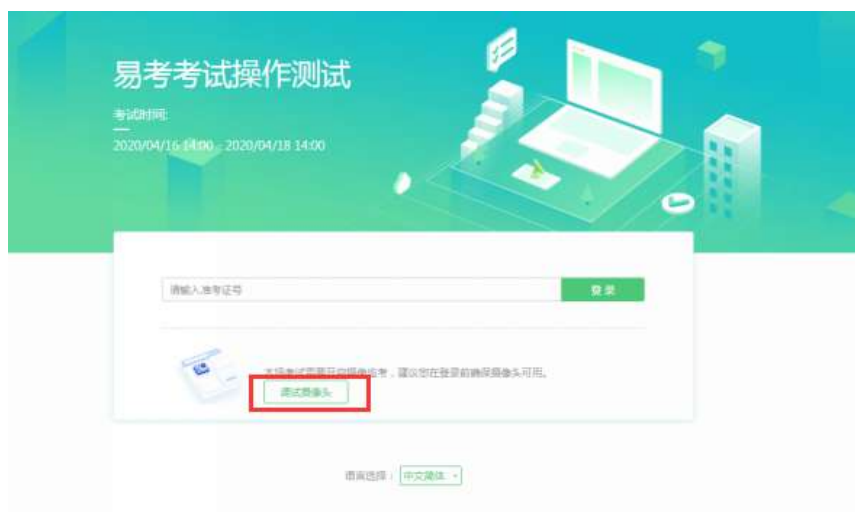 易考考试操作测试
考试时间:
2020/04/16 14:00 - 2020/04/18 14:00
请输入准考证号
登 录
本场考试需要开启摄像监考，建议您在登录前确保摄像头可用。
调试摄像头
语言选择： 中文简体